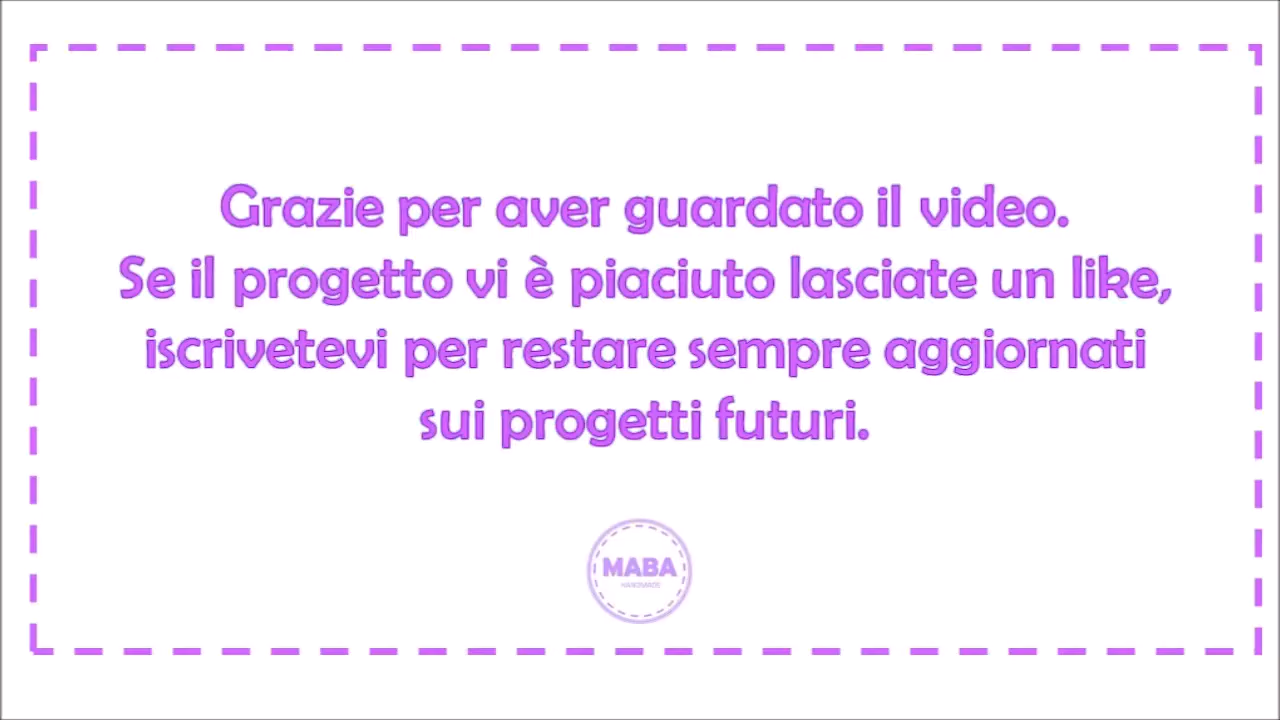 Grazie per aver guardato il video.
Se il progetto vi è piaciuto lasciate un like,
iscrivetevi per restare sempre aggiornati
sui progetti futuri.
MABA